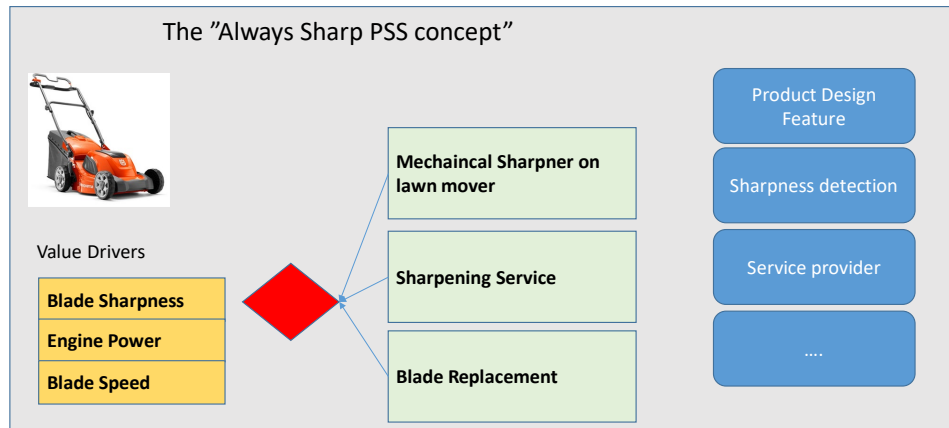 The ”Always Sharp PSS concept”
Product Design
Feature
Mechaincal Sharpner on
lawn mover
Sharpness detection
Value Drivers
Service provider
Blade Sharpness
Sharpening Service
Engine Power
….
Blade Speed
Blade Replacement